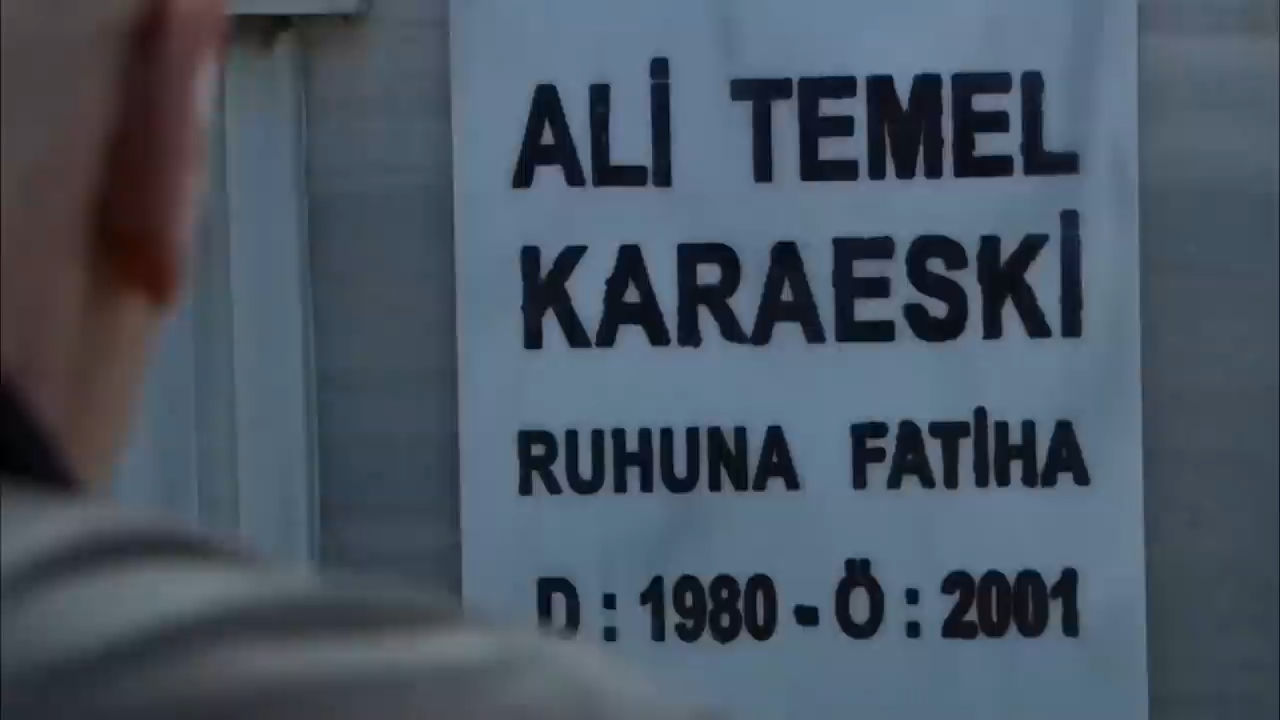 ALİ TEMEL
KARAESKİ
RUHUNA FATİHA
D : 1980 - Ö : 2001